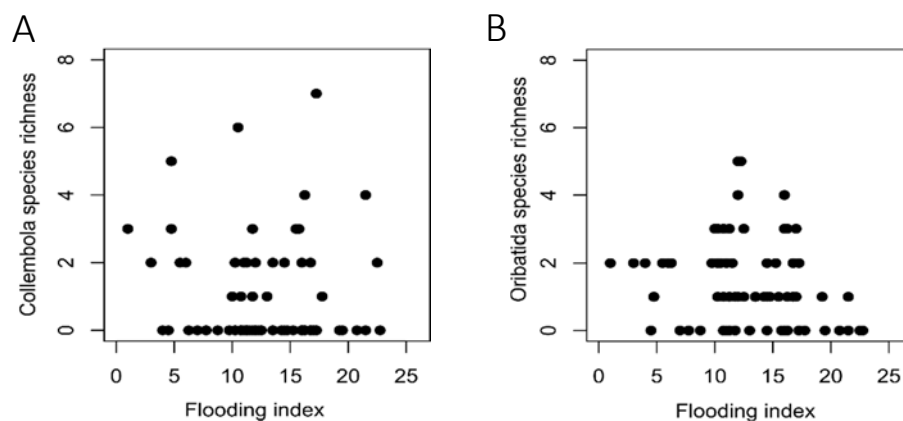 A
Collembola species richness
8
6
4
2
0
0 5 10 15 20 25
Flooding index
B
Oribatida species richness
8
6
4
2
0
0 5 10 15 20 25
Flooding index